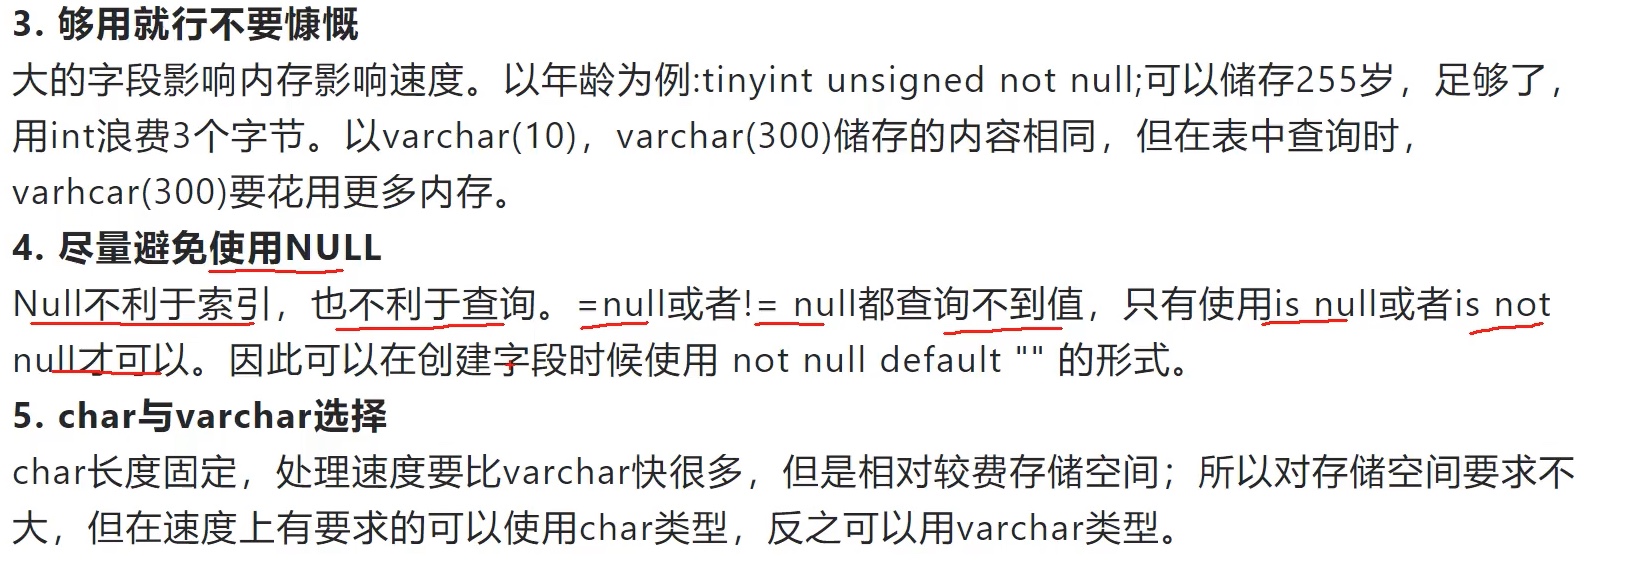 3. 够用就行不要慷慨
大的字段影响内存影响速度。以年龄为例:tinyint unsigned not null;可以储存255岁，足够了，
用int浪费3个字节。以varchar(10)，varchar(300)储存的内容相同，但在表中查询时，
varhcar(300)要花用更多内存。
4. 尽量避免使用NULL
Null不利于索引，也不利于查询。=null或者!= null都查询不到值，只有使用is null或者is not
null才可以。因此可以在创建字段时候使用 not null default "" 的形式。
5. char与varchar选择
char长度固定，处理速度要比varchar快很多，但是相对较费存储空间；所以对存储空间要求不
大，但在速度上有要求的可以使用char类型，反之可以用varchar类型。